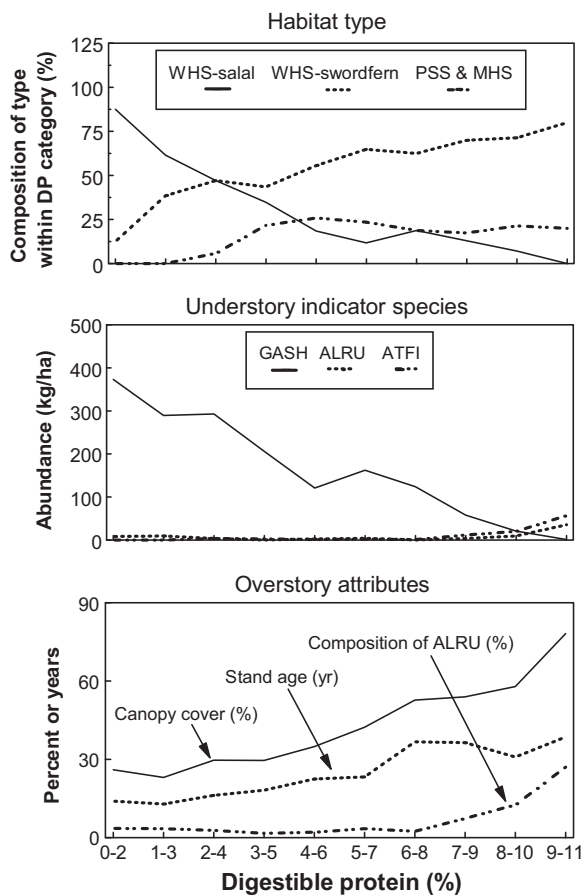 Habitat type
Composition of type
within DP category (%)
125
100
75
50
25
0
WHS-salal WHS-swordfern PSS & MHS
Understory indicator species
Abundance (kg/ha)
500
400
300
200
100
0
GASH ALRU ATFI
Overstory attributes
Percent or years
90
60
30
0
Composition of ALRU (%)
Stand age (yr)
Canopy cover (%)
0-2 1-3 2-4 3-5 4-6 5-7 6-8 7-9 8-10 9-11
Digestible protein (%)